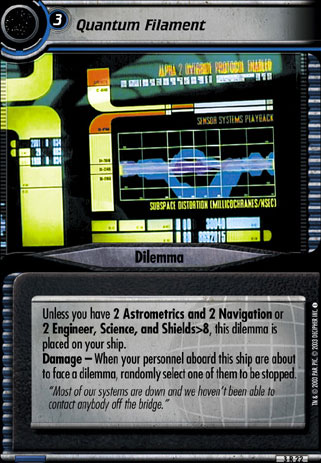 3 Quantum Filament
ALPHA 2 OVERRIDE PROTOCOL ENABLED
SENSOR SYSTEMS PLAYBACK
SUBSPACE DISTORTION (MILLICOCHRANES/NSEC)
Dilemma
Unless you have 2 Astrometrics and 2 Navigation or
2 Engineer, Science, and Shields>8, this dilemma is
placed on your ship.
Damage – When your personnel aboard this ship are about
to face a dilemma, randomly select one of them to be stopped.
"Most of our systems are down and we haven't been able to
contact anybody off the bridge."
TM & © 2003 PAR. PIC. © 2003 DECIPHER INC.
3 R 22